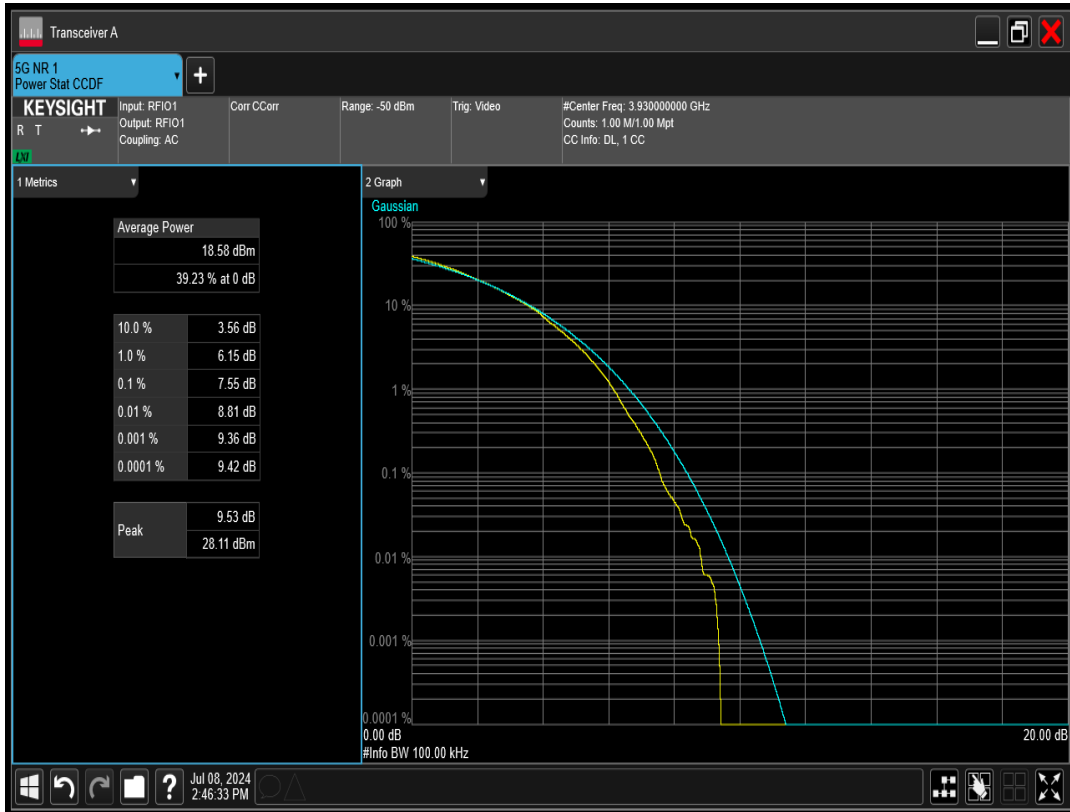 Transceiver A
5G NR 1
Power Stat CCDF
+
KEYSIGHT
R T
LXI
Input: RFIO1
Output: RFIO1
Coupling: AC
Corr CCorr
Range: -50 dBm
Trig: Video
#Center Freq: 3.930000000 GHz
Counts: 1.00 M/1.00 Mpt
CC Info: DL, 1 CC
1 Metrics
Average Power
18.58 dBm
39.23 % at 0 dB
10.0 % 3.56 dB
1.0 % 6.15 dB
0.1 % 7.55 dB
0.01 % 8.81 dB
0.001 % 9.36 dB
0.0001 % 9.42 dB
Peak
9.53 dB
28.11 dBm
2 Graph
Gaussian
100 %
10 %
1 %
0.1 %
0.01 %
0.001 %
0.0001 %
0.00 dB 20.00 dB
#Info BW 100.00 kHz
?
Jul 08, 2024
2:46:33 PM